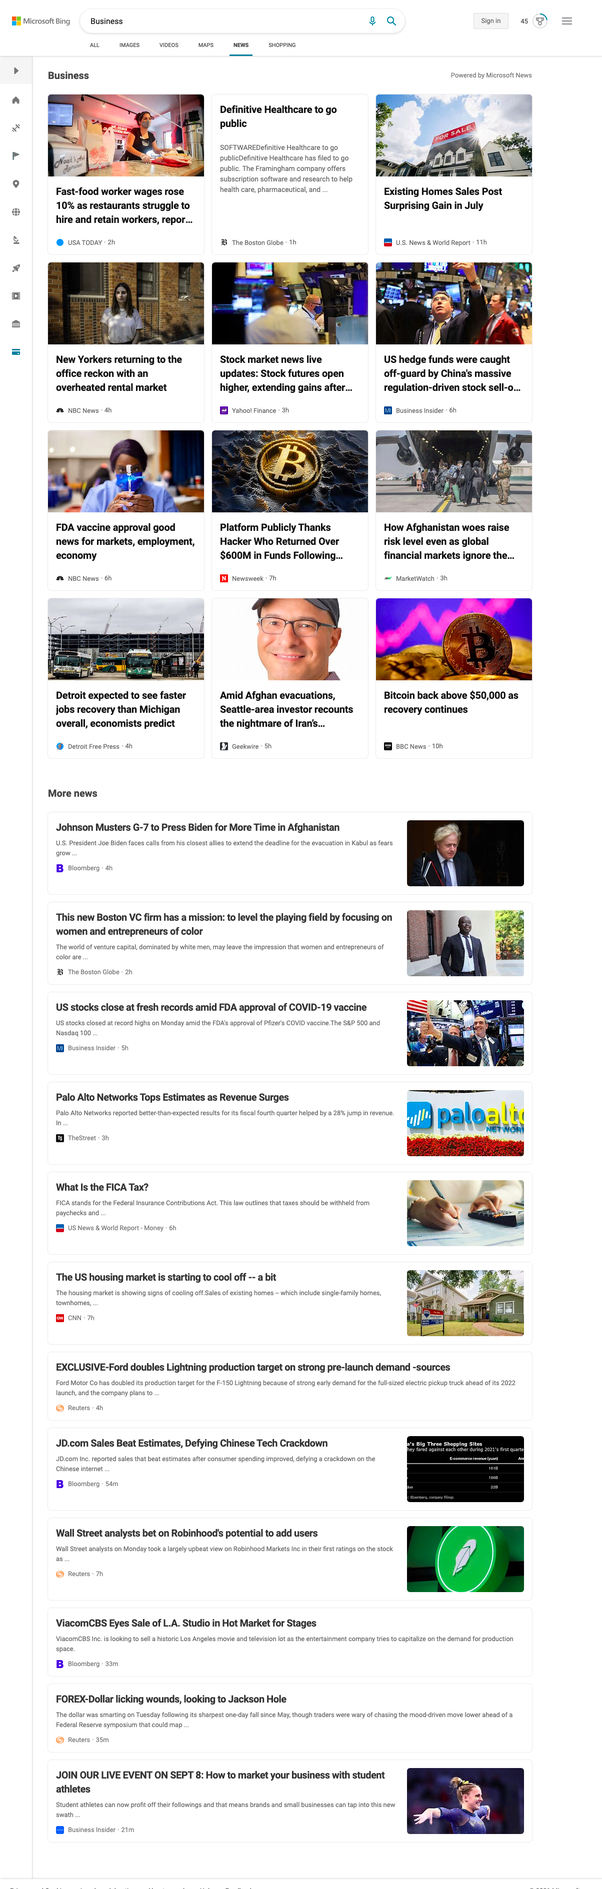 Microsoft Bing
Business
Sign in
45
ALL
IMAGES
VIDEOS
MAPS
NEWS
SHOPPING
Business
Powered by Microsoft News
FOR SALE
Fast-food worker wages rose
10% as restaurants struggle to
hire and retain workers, repor...
USA TODAY · 2h
Definitive Healthcare to go
public
SOFTWAREDefinitive Healthcare to go
publicDefinitive Healthcare has filed to go
public. The Framingham company offers
subscription software and research to help
health care, pharmaceutical, and ...
The Boston Globe · 1h
Existing Homes Sales Post
Surprising Gain in July
U.S. News & World Report · 11h
New Yorkers returning to the
office reckon with an
overheated rental market
NBC News · 4h
Stock market news live
updates: Stock futures open
higher, extending gains after...
Yahoo! Finance · 3h
US hedge funds were caught
off-guard by China's massive
regulation-driven stock sell-o...
Business Insider · 6h
FDA vaccine approval good
news for markets, employment,
economy
NBC News · 6h
Platform Publicly Thanks
Hacker Who Returned Over
$600M in Funds Following...
Newsweek · 7h
How Afghanistan woes raise
risk level even as global
financial markets ignore the...
MarketWatch · 3h
Detroit expected to see faster
jobs recovery than Michigan
overall, economists predict
Detroit Free Press · 4h
Amid Afghan evacuations,
Seattle-area investor recounts
the nightmare of Iran's...
Geekwire · 5h
Bitcoin back above $50,000 as
recovery continues
BBC News · 10h
More news
Johnson Musters G-7 to Press Biden for More Time in Afghanistan
U.S. President Joe Biden faces calls from his closest allies to extend the deadline for the evacuation in Kabul as fears
grow ...
Bloomberg · 4h
This new Boston VC firm has a mission: to level the playing field by focusing on
women and entrepreneurs of color
The world of venture capital, dominated by white men, may leave the impression that women and entrepreneurs of
color are ...
The Boston Globe · 2h
US stocks close at fresh records amid FDA approval of COVID-19 vaccine
US stocks closed at record highs on Monday amid the FDA's approval of Pfizer's COVID vaccine.The S&P 500 and
Nasdaq 100 ...
Business Insider · 5h
Palo Alto Networks Tops Estimates as Revenue Surges
Palo Alto Networks reported better-than-expected results for its fiscal fourth quarter helped by a 28% jump in revenue.
In ...
TheStreet · 3h
paloalto
What Is the FICA Tax?
FICA stands for the Federal Insurance Contributions Act. This law outlines that taxes should be withheld from
paychecks and ...
US News & World Report - Money · 6h
The US housing market is starting to cool off -- a bit
The housing market is showing signs of cooling off.Sales of existing homes – which include single-family homes,
townhomes, ...
CNN · 7h
EXCLUSIVE-Ford doubles Lightning production target on strong pre-launch demand -sources
Ford Motor Co has doubled its production target for the F-150 Lightning because of strong early demand for the full-sized electric pickup truck ahead of its 2022
launch, and the company plans to ...
Reuters · 4h
JD.com Sales Beat Estimates, Defying Chinese Tech Crackdown
JD.com Inc. reported sales that beat estimates after consumer spending improved, defying a crackdown on the
Chinese internet ...
Bloomberg · 54m
a's Big Three Shopping Sites
hey fared against each other during 2021's first quarte
E-commerce revenue (yuan)
Wall Street analysts bet on Robinhood's potential to add users
Wall Street analysts on Monday took a largely upbeat view on Robinhood Markets Inc in their first ratings on the stock
as ...
Reuters · 7h
ViacomCBS Eyes Sale of L.A. Studio in Hot Market for Stages
ViacomCBS Inc. is looking to sell a historic Los Angeles movie and television lot as the entertainment company tries to capitalize on the demand for production
space.
Bloomberg · 33m
FOREX-Dollar licking wounds, looking to Jackson Hole
The dollar was smarting on Tuesday following its sharpest one-day fall since May, though traders were wary of chasing the mood-driven move lower ahead of a
Federal Reserve symposium that could map ...
Reuters · 35m
JOIN OUR LIVE EVENT ON SEPT 8: How to market your business with student
athletes
Student athletes can now profit off their followings and that means brands and small businesses can tap into this new
swath ...
Business Insider · 21m